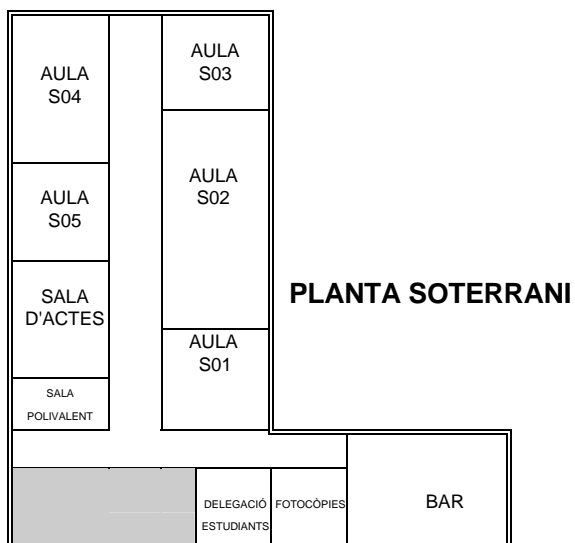 AULA
S04
AULA
S03
AULA
S05
AULA
S02
SALA
D'ACTES
PLANTA SOTERRANI
AULA
S01
SALA
POLIVALENT
DELEGACIÓ
ESTUDIANTS
FOTOCÒPIES
BAR